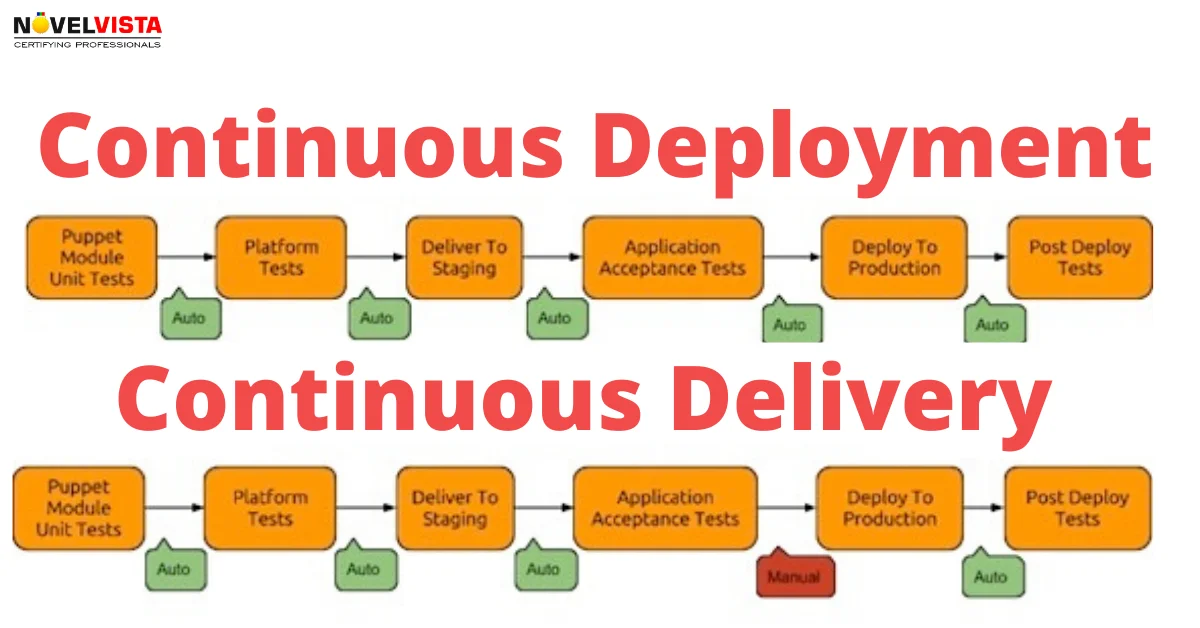 NOVELVISTA
CERTIFYING PROFESSIONALS
Continuous Deployment
Puppet
Module
Unit Tests
Platform
Tests
Deliver To
Staging
Application
Acceptance Tests
Deploy To
Production
Post Deploy
Tests
Auto
Auto
Auto
Auto
Auto
Continuous Delivery
Puppet
Module
Unit Tests
Platform
Tests
Deliver To
Staging
Application
Acceptance Tests
Deploy To
Production
Post Deploy
Tests
Auto
Auto
Auto
Manual
Auto